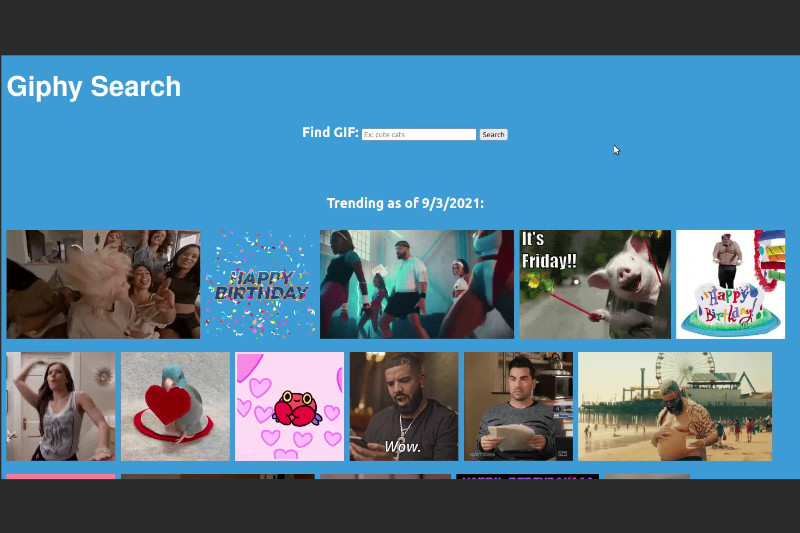 Giphy Search
Find GIF: Ex: cute cats Search
Trending as of 9/3/2021:
HAPPY
BIRTHDAY
It's
Friday!!
Happy
Birthday
Wow.